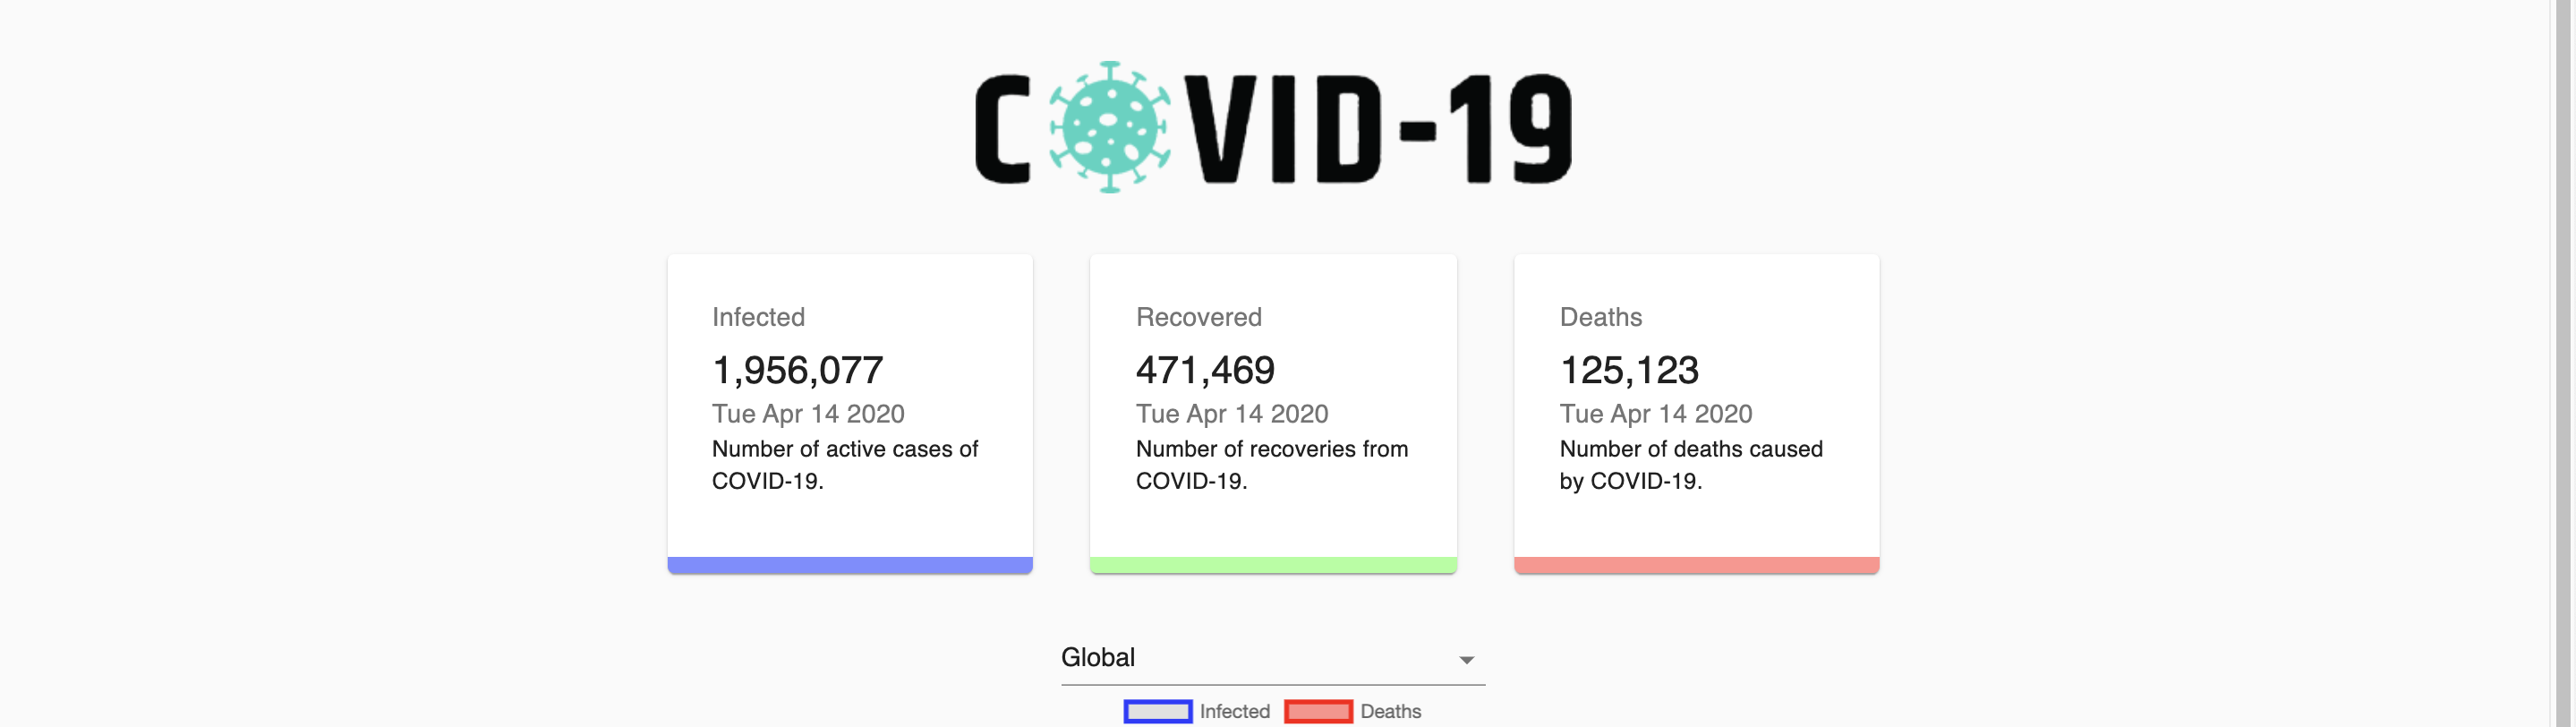 COVID-19
Infected
1,956,077
Tue Apr 14 2020
Number of active cases of
COVID-19.
Recovered
471,469
Tue Apr 14 2020
Number of recoveries from
COVID-19.
Deaths
125,123
Tue Apr 14 2020
Number of deaths caused
by COVID-19.
Global
Infected Deaths